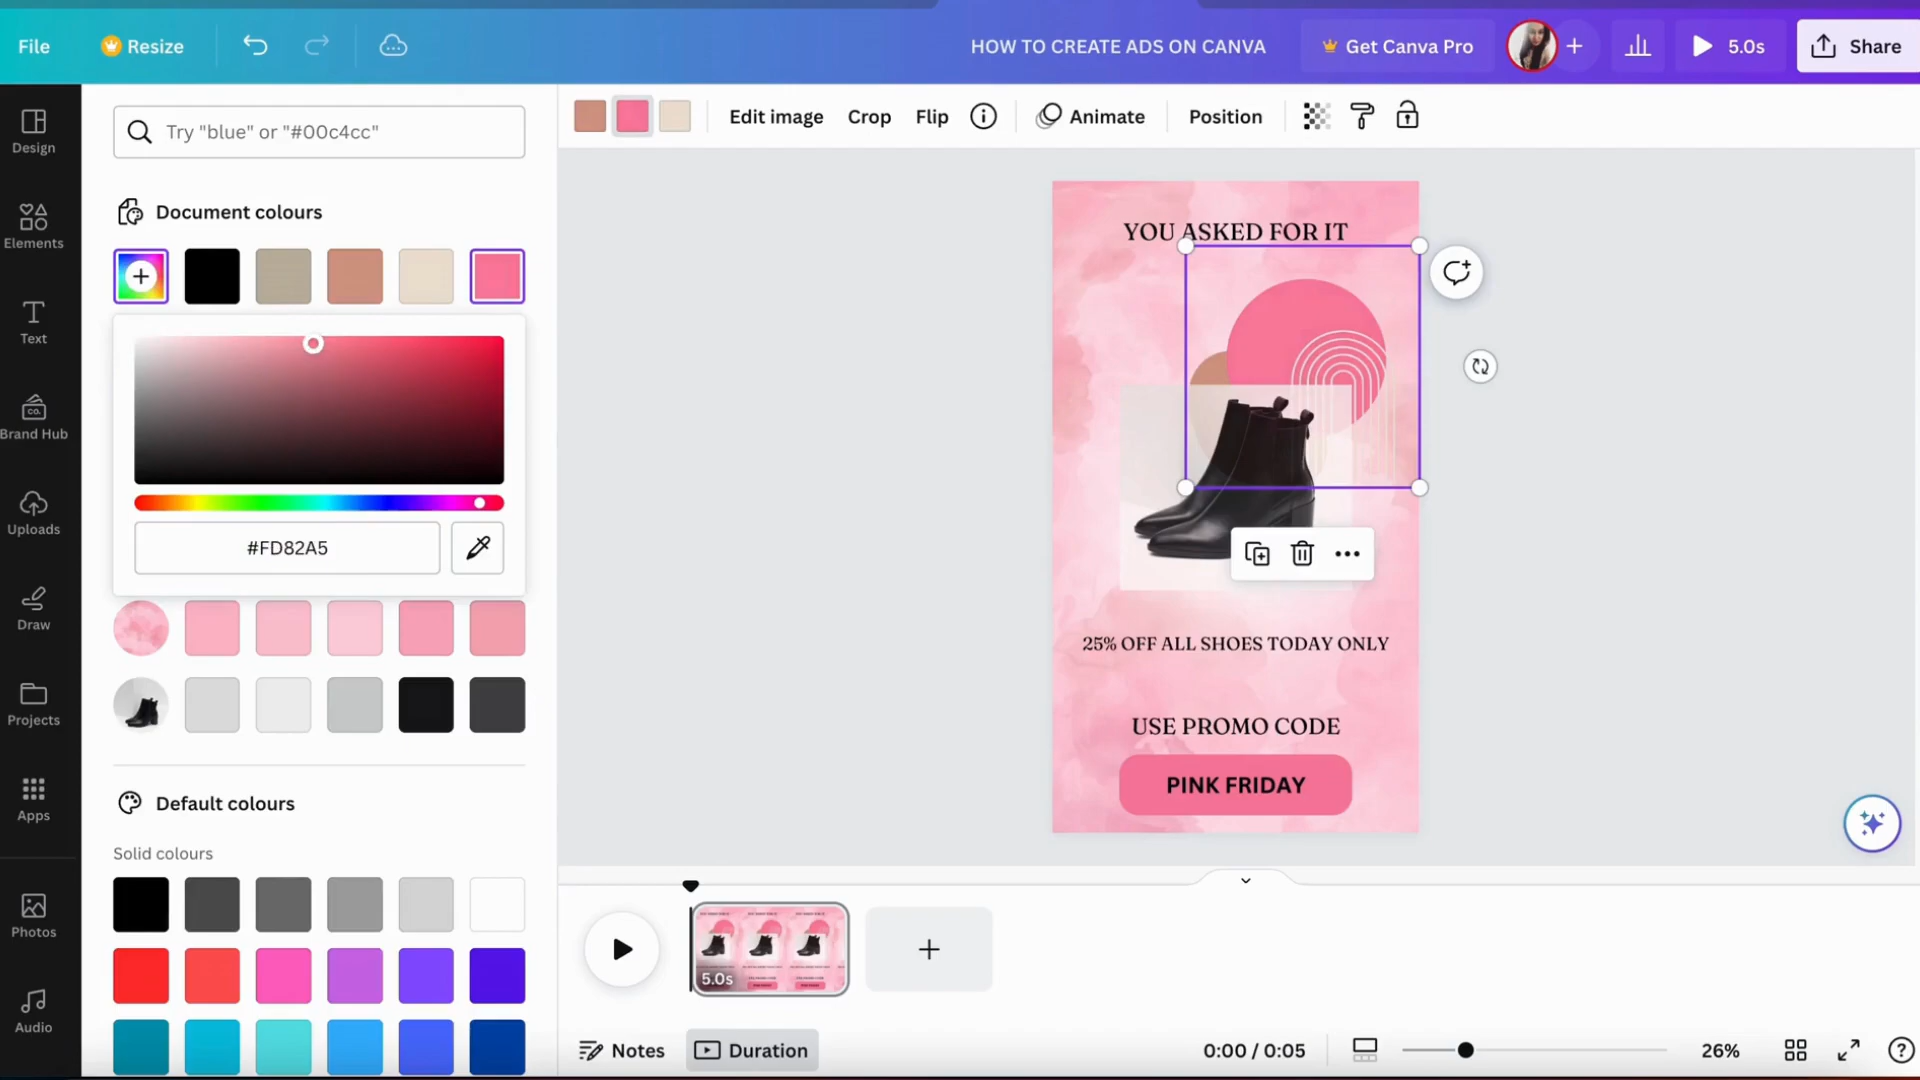 File
Resize
HOW TO CREATE ADS ON CANVA
Get Canva Pro
5.0s
Share
Design
Elements
Text
CO.
Brand Hub
Uploads
Draw
Projects
Apps
Photos
Audio
Try "blue" or "#00c4cc"
Document colours
#FD82A5
Default colours
Solid colours
Edit image
Crop
Flip
Animate
Position
YOU ASKED FOR IT
25% OFF ALL SHOES TODAY ONLY
USE PROMO CODE
PINK FRIDAY
5.0s
Notes
Duration
0:00 / 0:05
26%